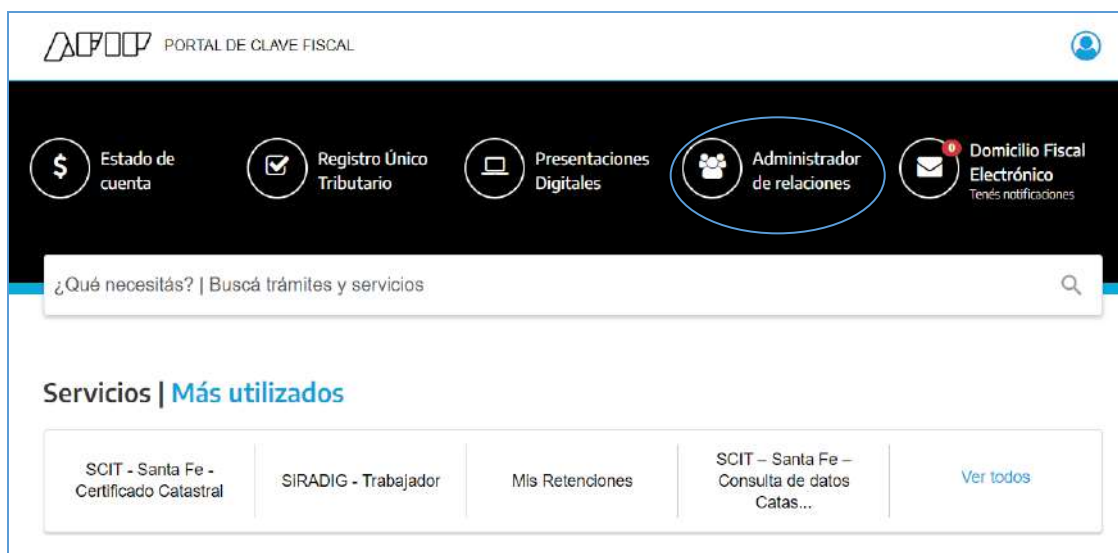 AFIP PORTAL DE CLAVE FISCAL
$ Estado de
cuenta
Registro Único
Tributario
Presentaciones
Digitales
Administrador
de relaciones
0
Domicilio Fiscal
Electrónico
Tenés notificaciones
¿Qué necesitás? | Buscá trámites y servicios
Servicios | Más utilizados
SCIT - Santa Fe -
Certificado Catastral
SiRADIG - Trabajador
Mis Retenciones
SCIT – Santa Fe –
Consulta de datos
Catas...
Ver todos